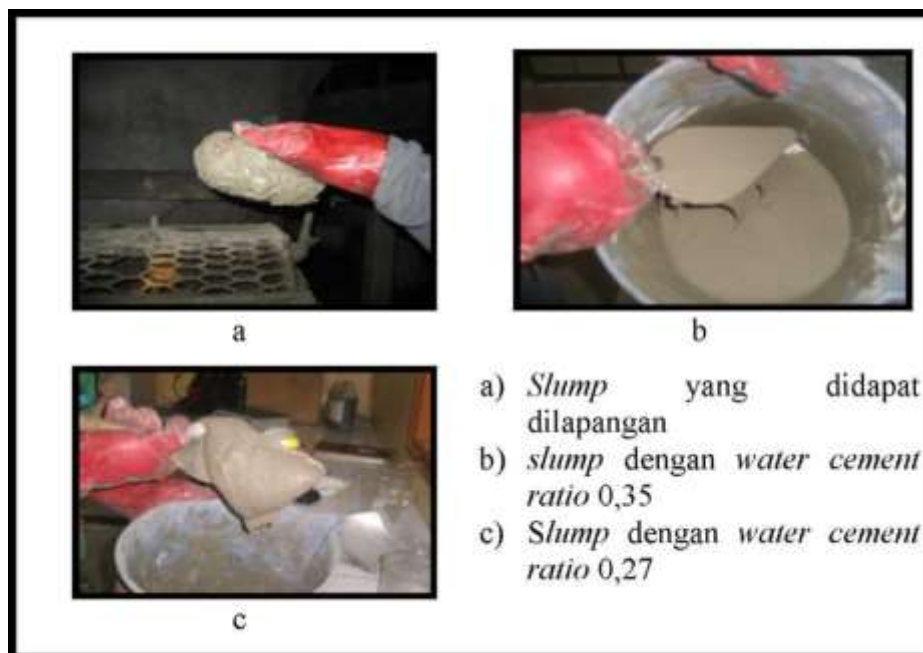 a
b
c
a) Slump yang didapat
dilapangan
b) slump dengan water cement
ratio 0,35
c) Slump dengan water cement
ratio 0,27